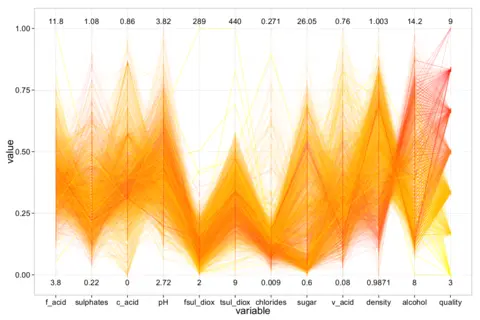 11.8 1.08 0.86 3.82 289 440 0.271 26.05 0.76 1.003 14.2 9
1.00
0.75
value
0.50
0.25
0.00
3.8 0.22 0 2.72 2 9 0.009 0.6 0.08 0.9871 8 3
f_acid sulphates c_acid pH fsul_diox tsul_diox chlorides sugar v_acid density alcohol quality
variable